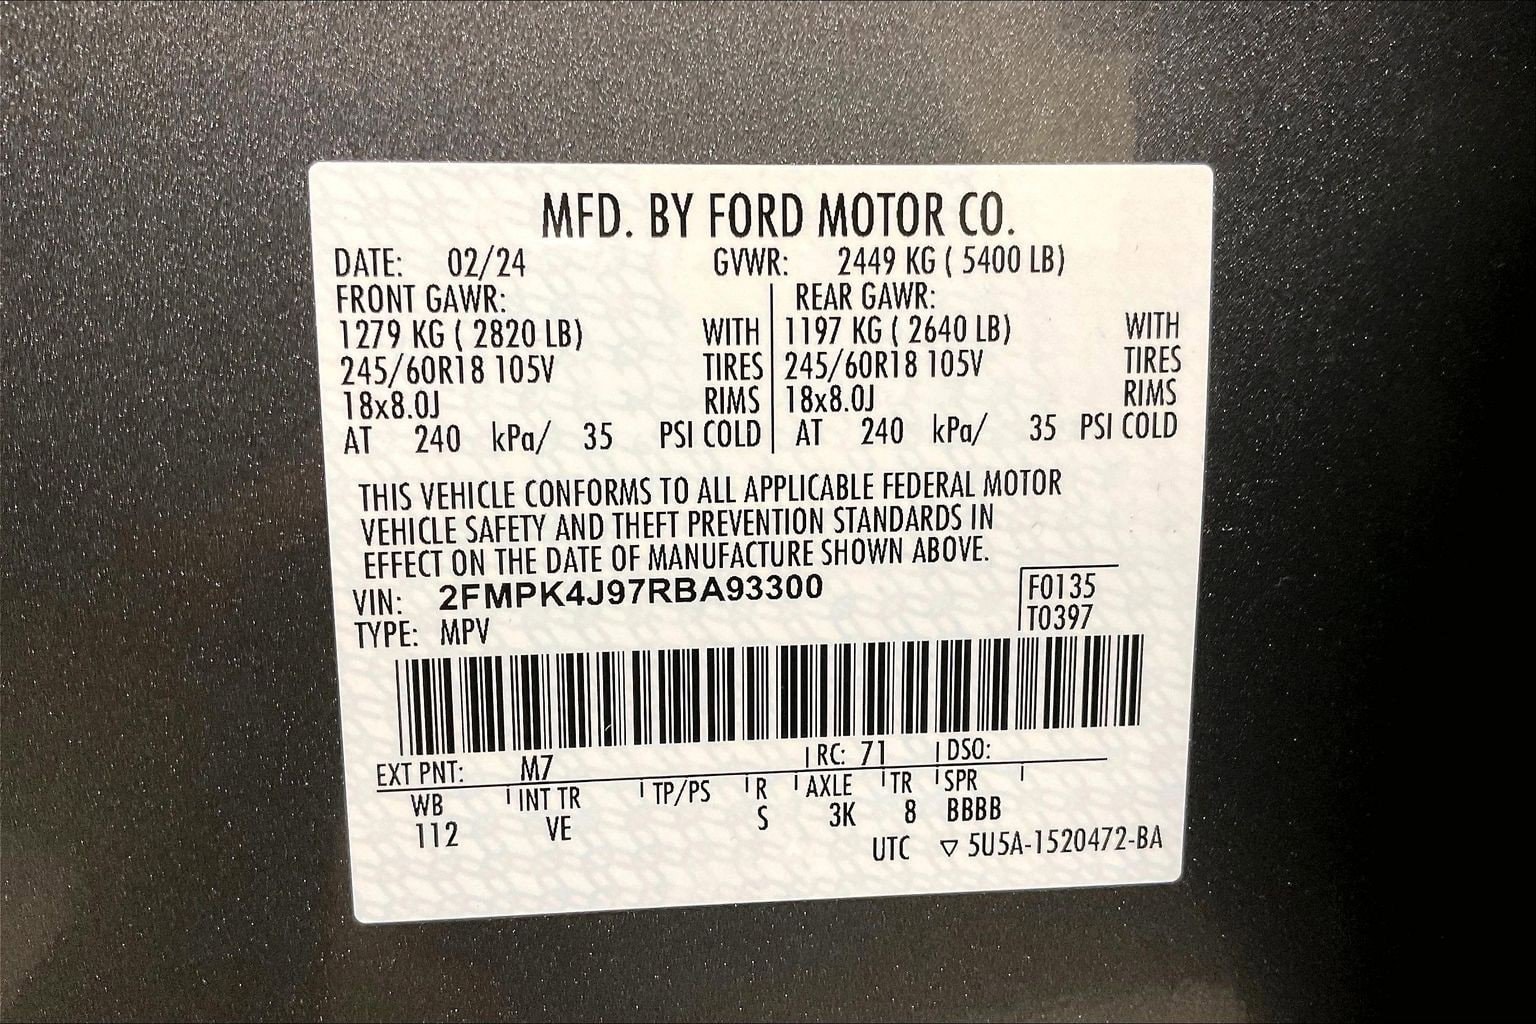 MFD. BY FORD MOTOR CO.
DATE: 02/24 GVWR: 2449 KG ( 5400 LB)
FRONT GAWR: REAR GAWR:
1279 KG ( 2820 LB) WITH 1197 KG ( 2640 LB) WITH
245/60R18 105V TIRES 245/60R18 105V TIRES
18x8.0J RIMS 18x8.0J RIMS
AT 240 kPa/ 35 PSI COLD AT 240 kPa/ 35 PSI COLD
THIS VEHICLE CONFORMS TO ALL APPLICABLE FEDERAL MOTOR
VEHICLE SAFETY AND THEFT PREVENTION STANDARDS IN
EFFECT ON THE DATE OF MANUFACTURE SHOWN ABOVE.
VIN: 2FMPK4J97RBA93300 F0135
TYPE: MPV T0397
EXT PNT: M7 RC: 71 DSO:
WB INT TR TP/PS R AXLE TR SPR
112 VE S 3K 8 BBBB
UTC ▽ 5U5A-1520472-BA